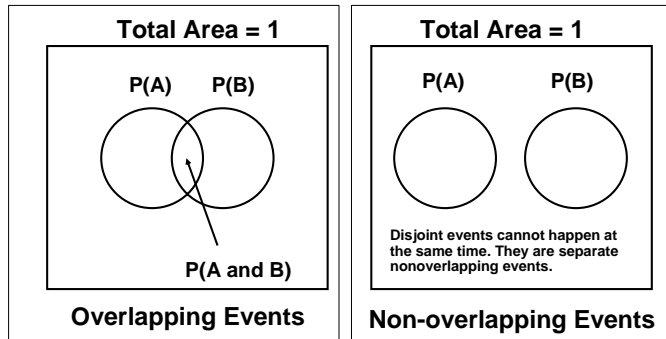 Total Area = 1
P(A) P(B)
P(A and B)
Overlapping Events
Total Area = 1
P(A) P(B)
Disjoint events cannot happen at
the same time. They are separate
nonoverlapping events.
Non-overlapping Events